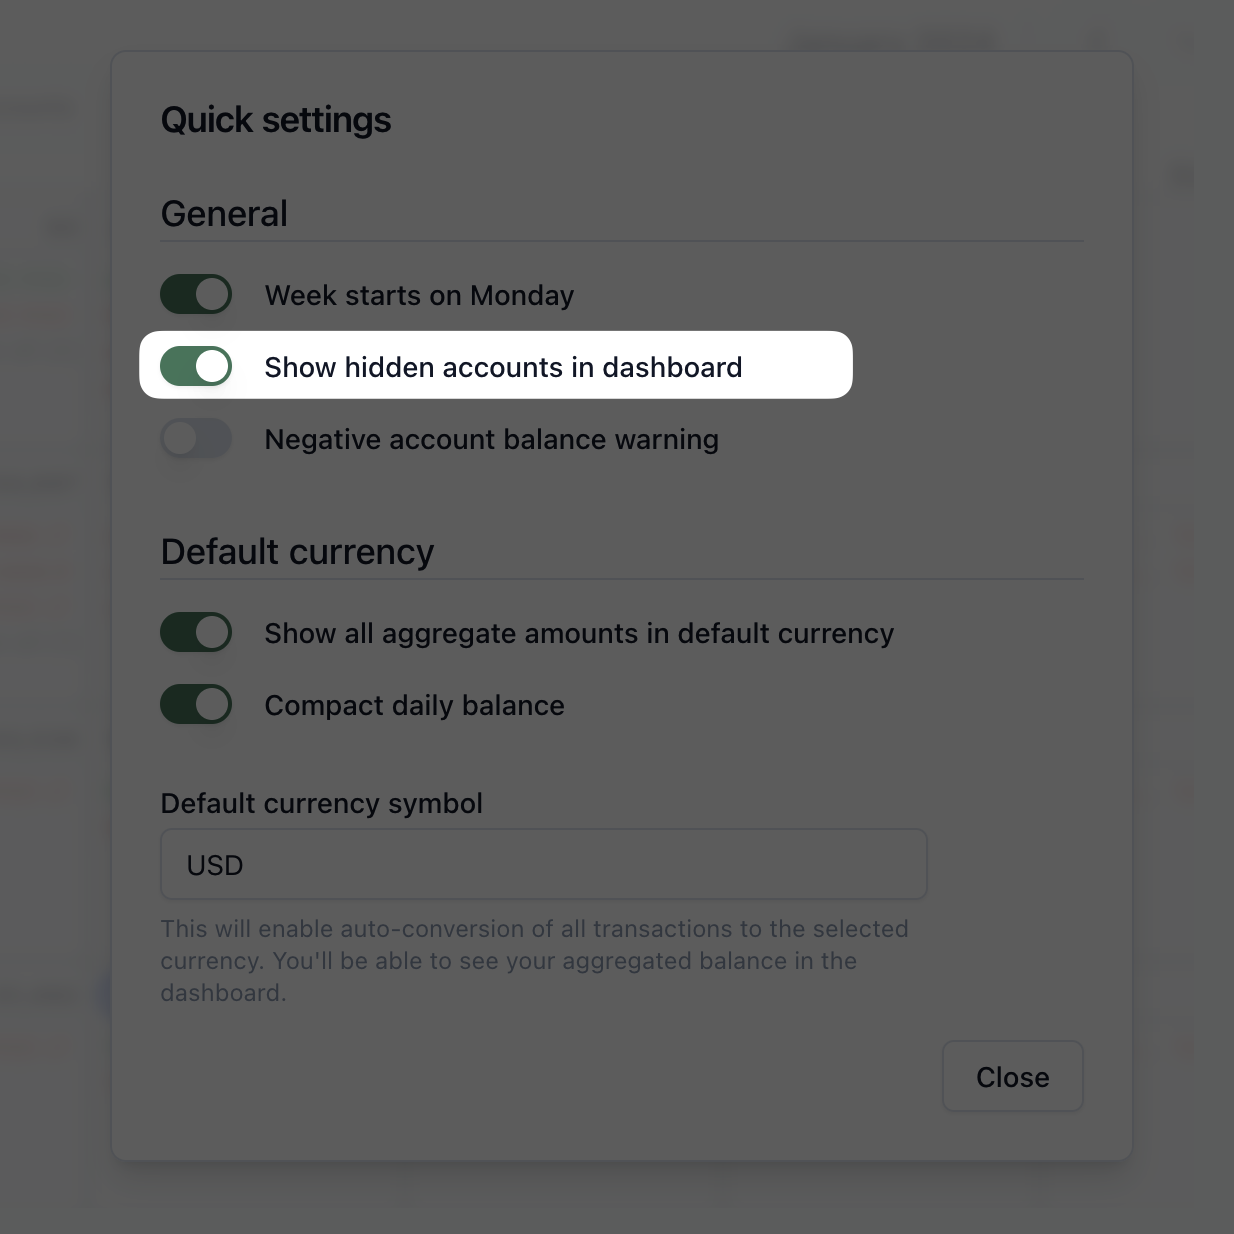 Quick settings
General
Week starts on Monday
Show hidden accounts in dashboard
Negative account balance warning
Default currency
Show all aggregate amounts in default currency
Compact daily balance
Default currency symbol
USD
This will enable auto-conversion of all transactions to the selected
currency. You'll be able to see your aggregated balance in the
dashboard.
Close